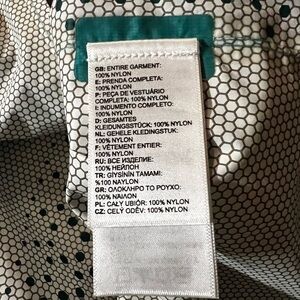 GB: ENTIRE GARMENT:
100% NYLON
E: PRENDA COMPLETA:
100% NYLON
P: PEÇA DE VESTUÁRIO
COMPLETA: 100% NYLON
E: INDUMENTO COMPLETO:
100% NYLON
D: GESAMTES
KLEIDUNGSSTÜCK: 100% NYLON
NL: GEHELE KLEDINGSTUK:
100% NYLON
F: VÊTEMENT ENTIER:
100% NYLON
RU: ВСЕ ИЗДЕЛИЕ:
100% НЕЙЛОН
TR: GİYSİNİN TAMAMI:
%100 NAYLON
GR: ΟΛΟΚΛΗΡΟ ΤΟ ΡΟΥΧΟ:
100% ΝΑΙΛΟΝ
PL: CAŁY UBIÓR: 100% NYLON
CZ: CELÝ ODĚV: 100% NYLON